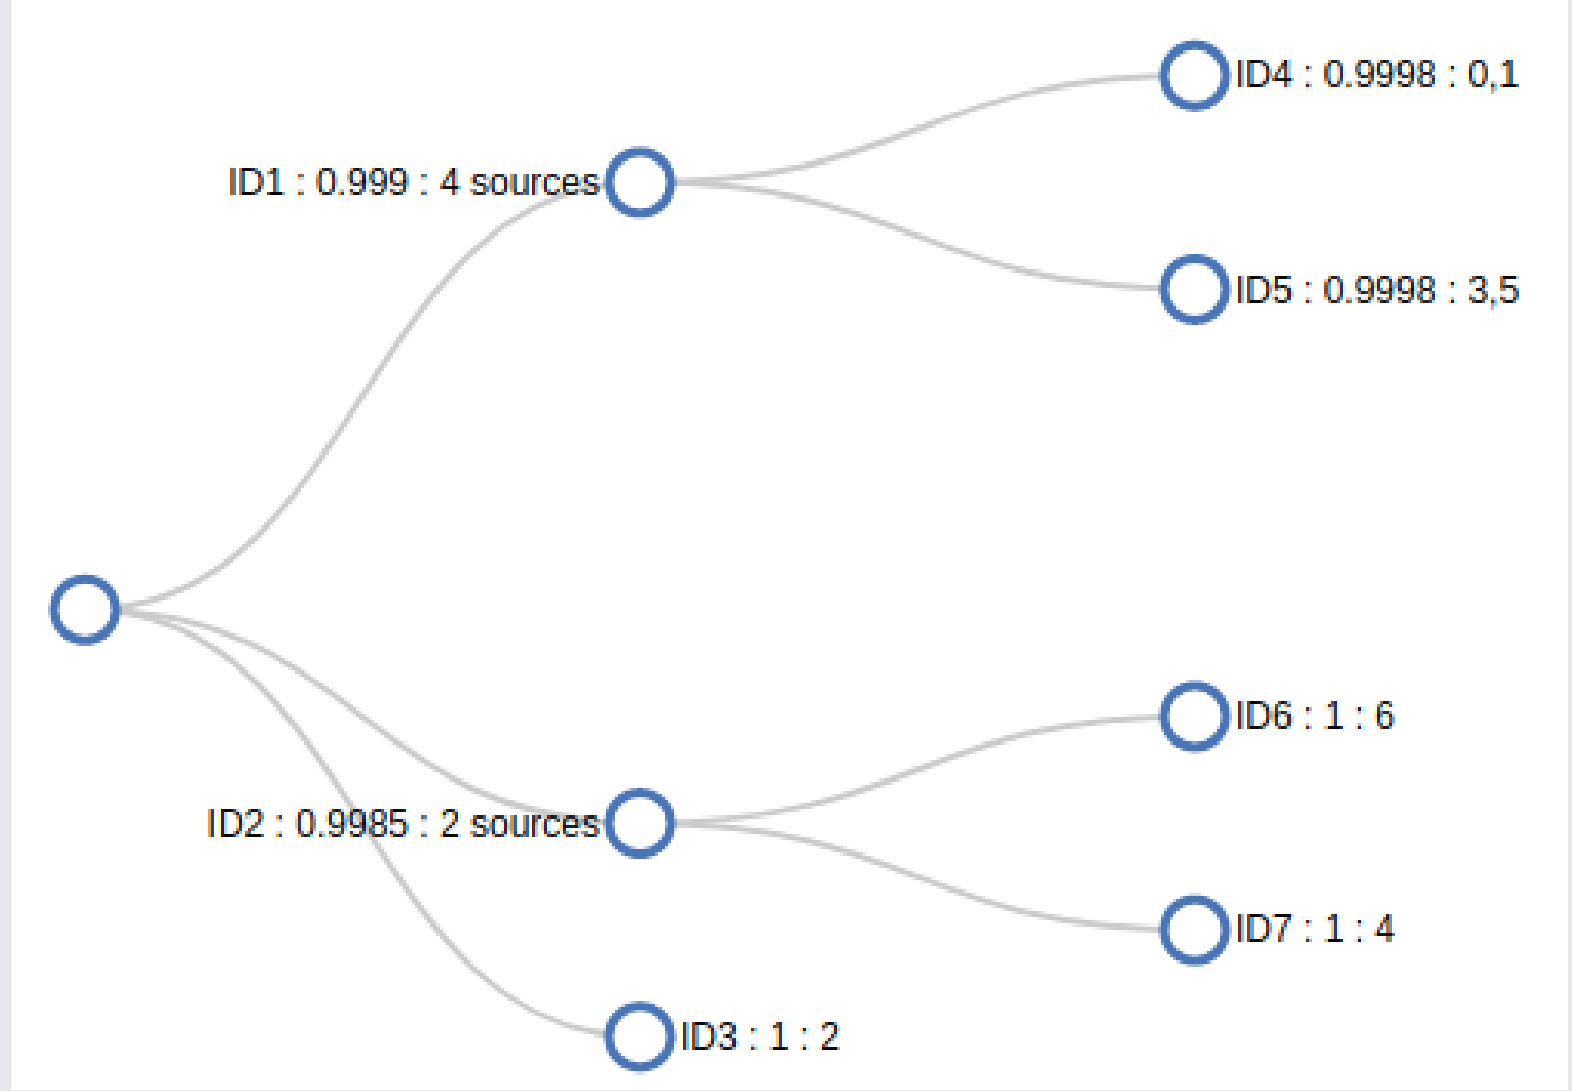 ID4 : 0.9998 : 0,1
ID1 : 0.999 : 4 sources
ID5 : 0.9998 : 3,5
ID6 : 1 : 6
ID2 : 0.9985 : 2 sources
ID7 : 1 : 4
ID3 : 1 : 2